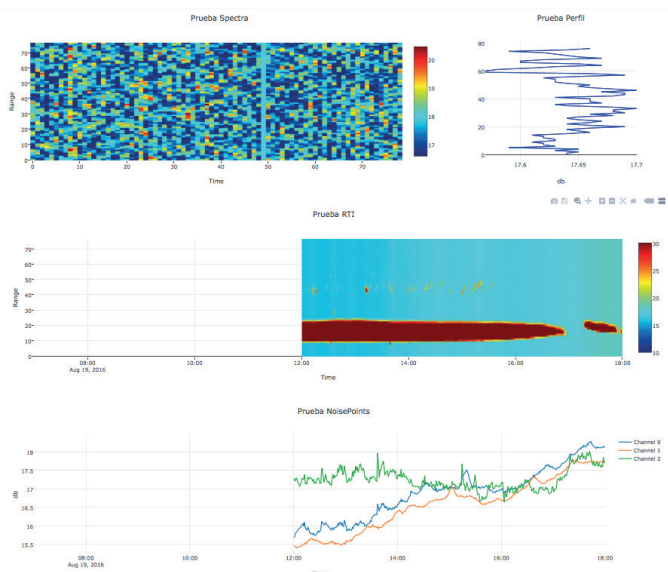 Prueba Spectra
Prueba Perfil
70
60
50
40
30
20
10
0
Range
0 10 20 30 40 50 60 70
Time
20
19
18
17
80
60
40
20
0
17.6 17.65 17.7
db
Prueba RTI
70
60
50
40
30
20
10
0
Range
08:00 10:00 12:00 14:00 16:00 18:00
Aug 19, 2016
Time
30
25
20
15
10
Prueba NoisePoints
18
17.5
17
16.5
16
15.5
db
Channel 0
Channel 1
Channel 2
08:00 10:00 12:00 14:00 16:00 18:00
Aug 19, 2016